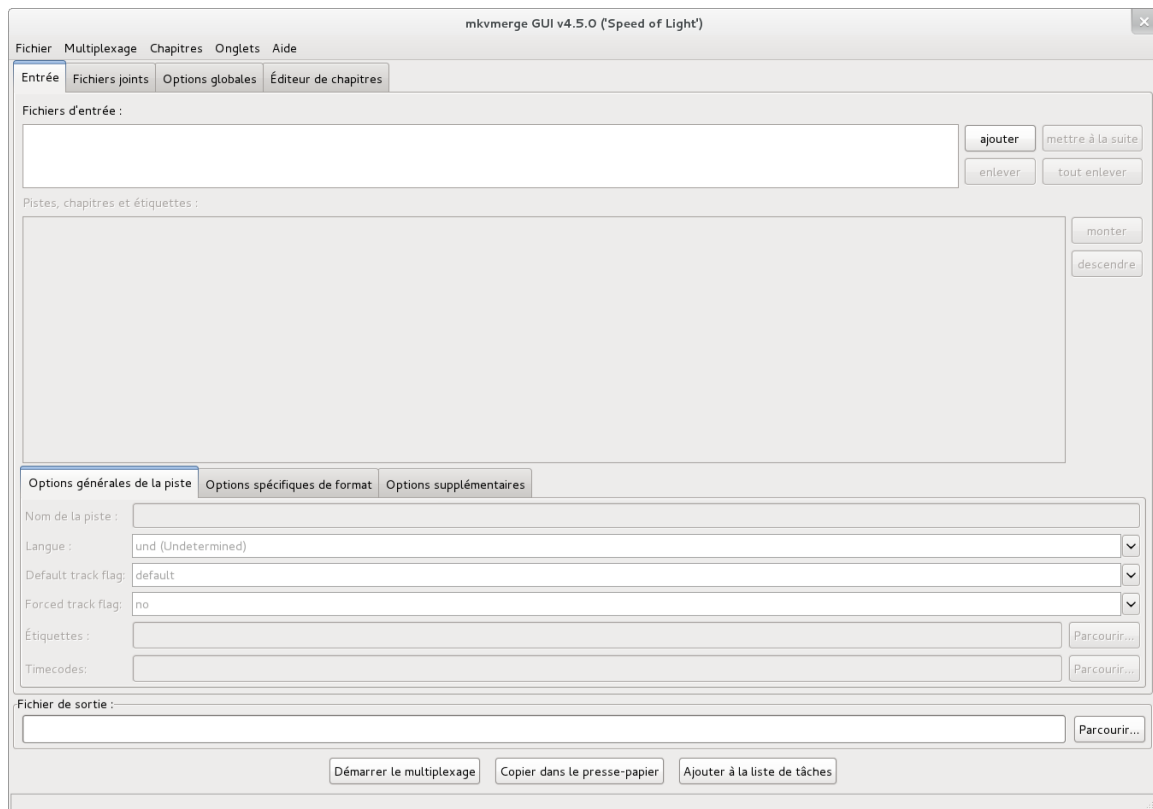 mkvmerge GUI v4.5.0 ('Speed of Light')
Fichier Multiplexage Chapitres Onglets Aide
Entrée Fichiers joints Options globales Éditeur de chapitres
Fichiers d'entrée :
ajouter mettre à la suite
enlever tout enlever
Pistes, chapitres et étiquettes :
monter
descendre
Options générales de la piste Options spécifiques de format Options supplémentaires
Nom de la piste :
Langue : und (Undetermined)
Default track flag: default
Forced track flag: no
Étiquettes : Parcourir...
Timecodes: Parcourir...
Fichier de sortie :
Parcourir...
Démarrer le multiplexage Copier dans le presse-papier Ajouter à la liste de tâches